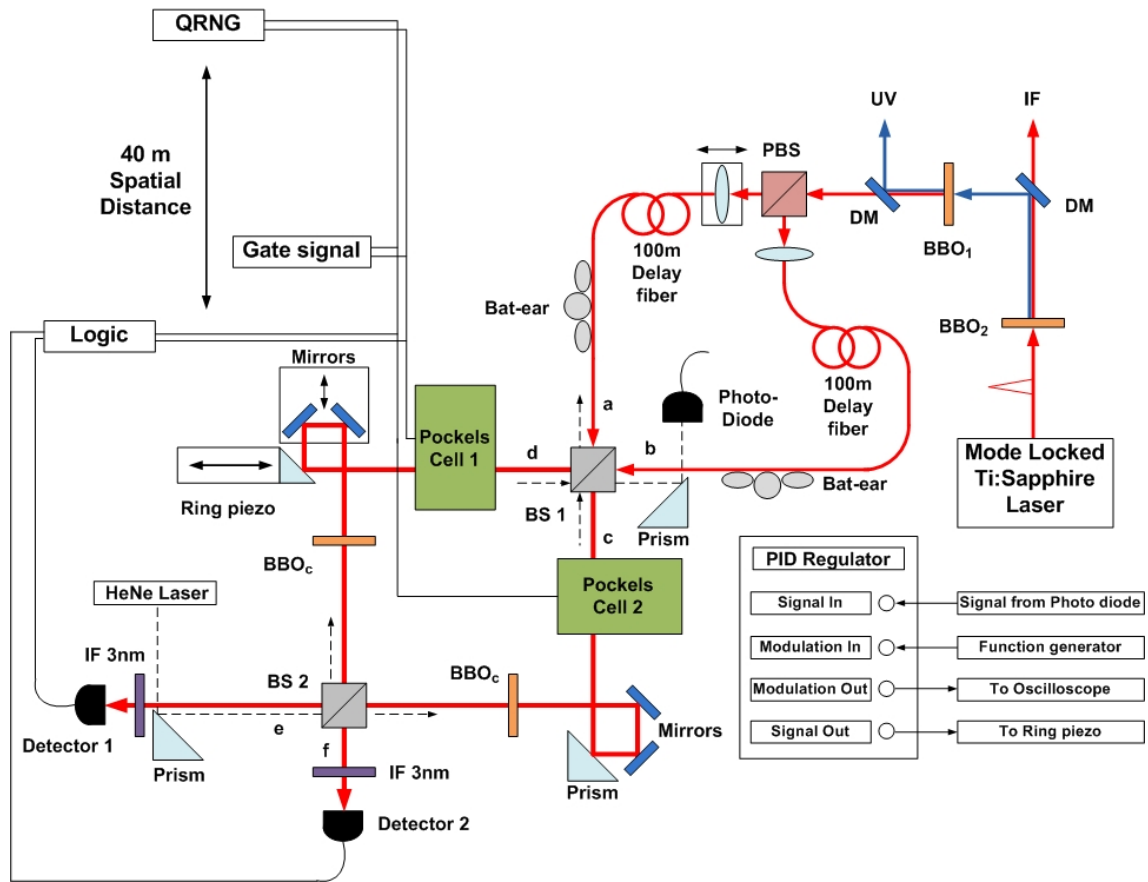 QRNG
40 m
Spatial
Distance
UV
IF
PBS
DM
DM
BBO1
100m
Delay
fiber
Gate signal
Bat-ear
BBO2
Logic
Mirrors
100m
Delay
fiber
Photo-
Diode
a
Pockels
Cell 1
d
b
Mode Locked
Ti:Sapphire
Laser
Ring piezo
BS 1
Bat-ear
Prism
c
BBOc
PID Regulator
HeNe Laser
Pockels
Cell 2
Signal In
Signal from Photo diode
Modulation In
Function generator
IF 3nm
BS 2
BBOc
Modulation Out
To Oscilloscope
Detector 1
e
Mirrors
Signal Out
To Ring piezo
f
Prism
IF 3nm
Prism
Detector 2